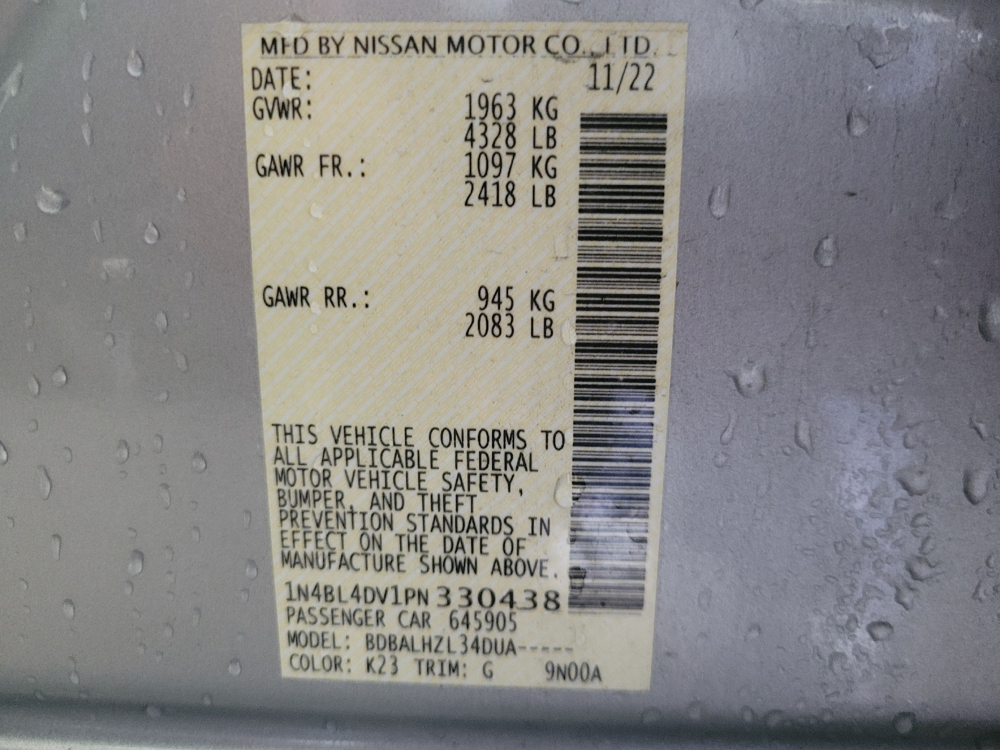 MFD BY NISSAN MOTOR CO., LTD.
DATE: 11/22
GVWR: 1963 KG
4328 LB
GAWR FR.: 1097 KG
2418 LB
GAWR RR.: 945 KG
2083 LB
THIS VEHICLE CONFORMS TO
ALL APPLICABLE FEDERAL
MOTOR VEHICLE SAFETY,
BUMPER, AND THEFT
PREVENTION STANDARDS IN
EFFECT ON THE DATE OF
MANUFACTURE SHOWN ABOVE.
1N4BL4DV1PN330438
PASSENGER CAR 645905
MODEL: BDBALHZL34DUA-----
COLOR: K23 TRIM: G 9N00A